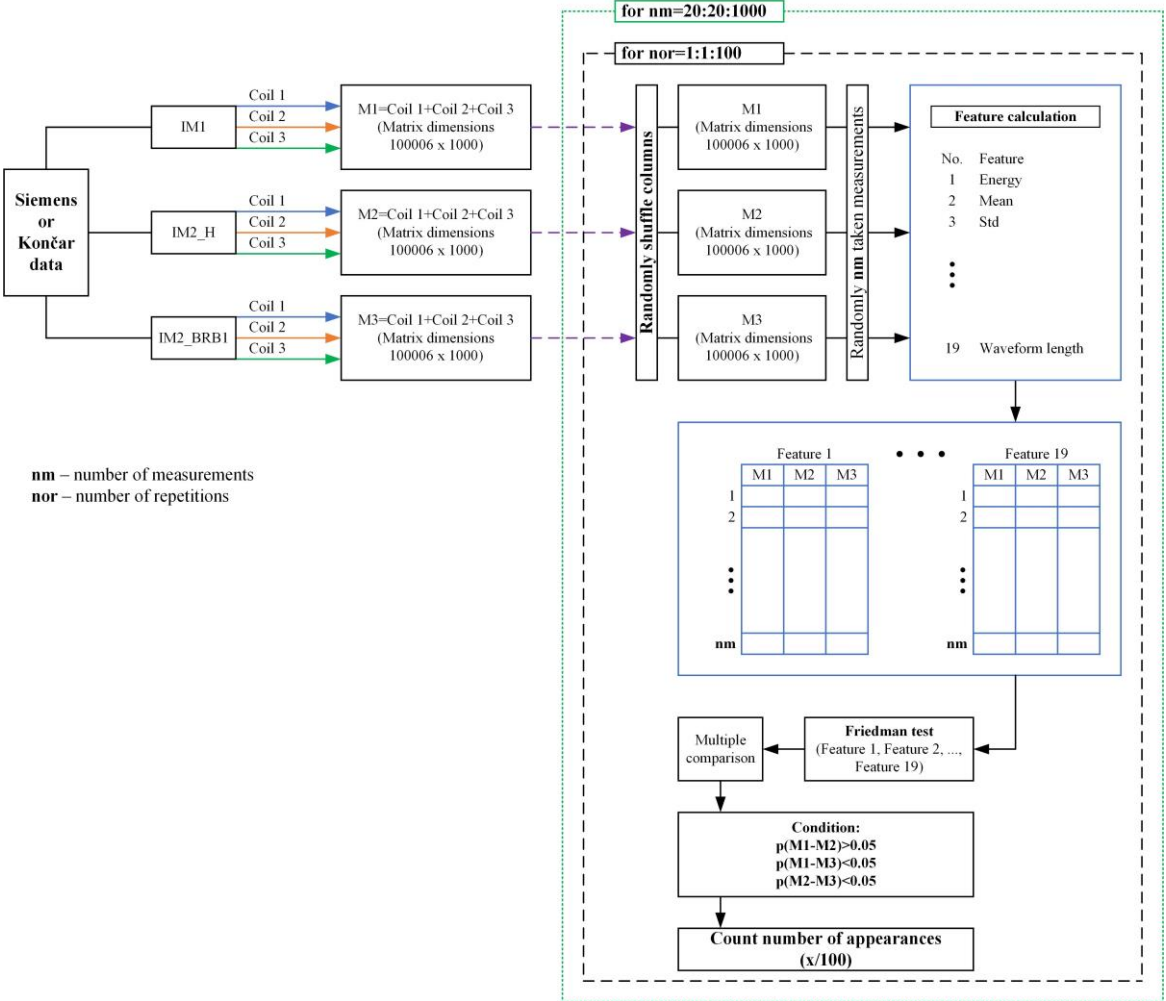 for nm=20:20:1000
for nor=1:1:100
Siemens
or
Končar
data
IM1
Coil 1
Coil 2
Coil 3
M1=Coil 1+Coil 2+Coil 3
(Matrix dimensions
100006 x 1000)
IM2_H
Coil 1
Coil 2
Coil 3
M2=Coil 1+Coil 2+Coil 3
(Matrix dimensions
100006 x 1000)
IM2_BRB1
Coil 1
Coil 2
Coil 3
M3=Coil 1+Coil 2+Coil 3
(Matrix dimensions
100006 x 1000)
Randomly shuffle columns
M1
(Matrix dimensions
100006 x 1000)
M2
(Matrix dimensions
100006 x 1000)
M3
(Matrix dimensions
100006 x 1000)
Randomly nm taken measurements
Feature calculation
No. Feature
1 Energy
2 Mean
3 Std
19 Waveform length
nm – number of measurements
nor – number of repetitions
Feature 1
M1 M2 M3
1
2
nm
Feature 19
M1 M2 M3
1
2
nm
Friedman test
(Feature 1, Feature 2, ...,
Feature 19)
Multiple
comparison
Condition:
p(M1-M2)>0.05
p(M1-M3)<0.05
p(M2-M3)<0.05
Count number of appearances
(x/100)